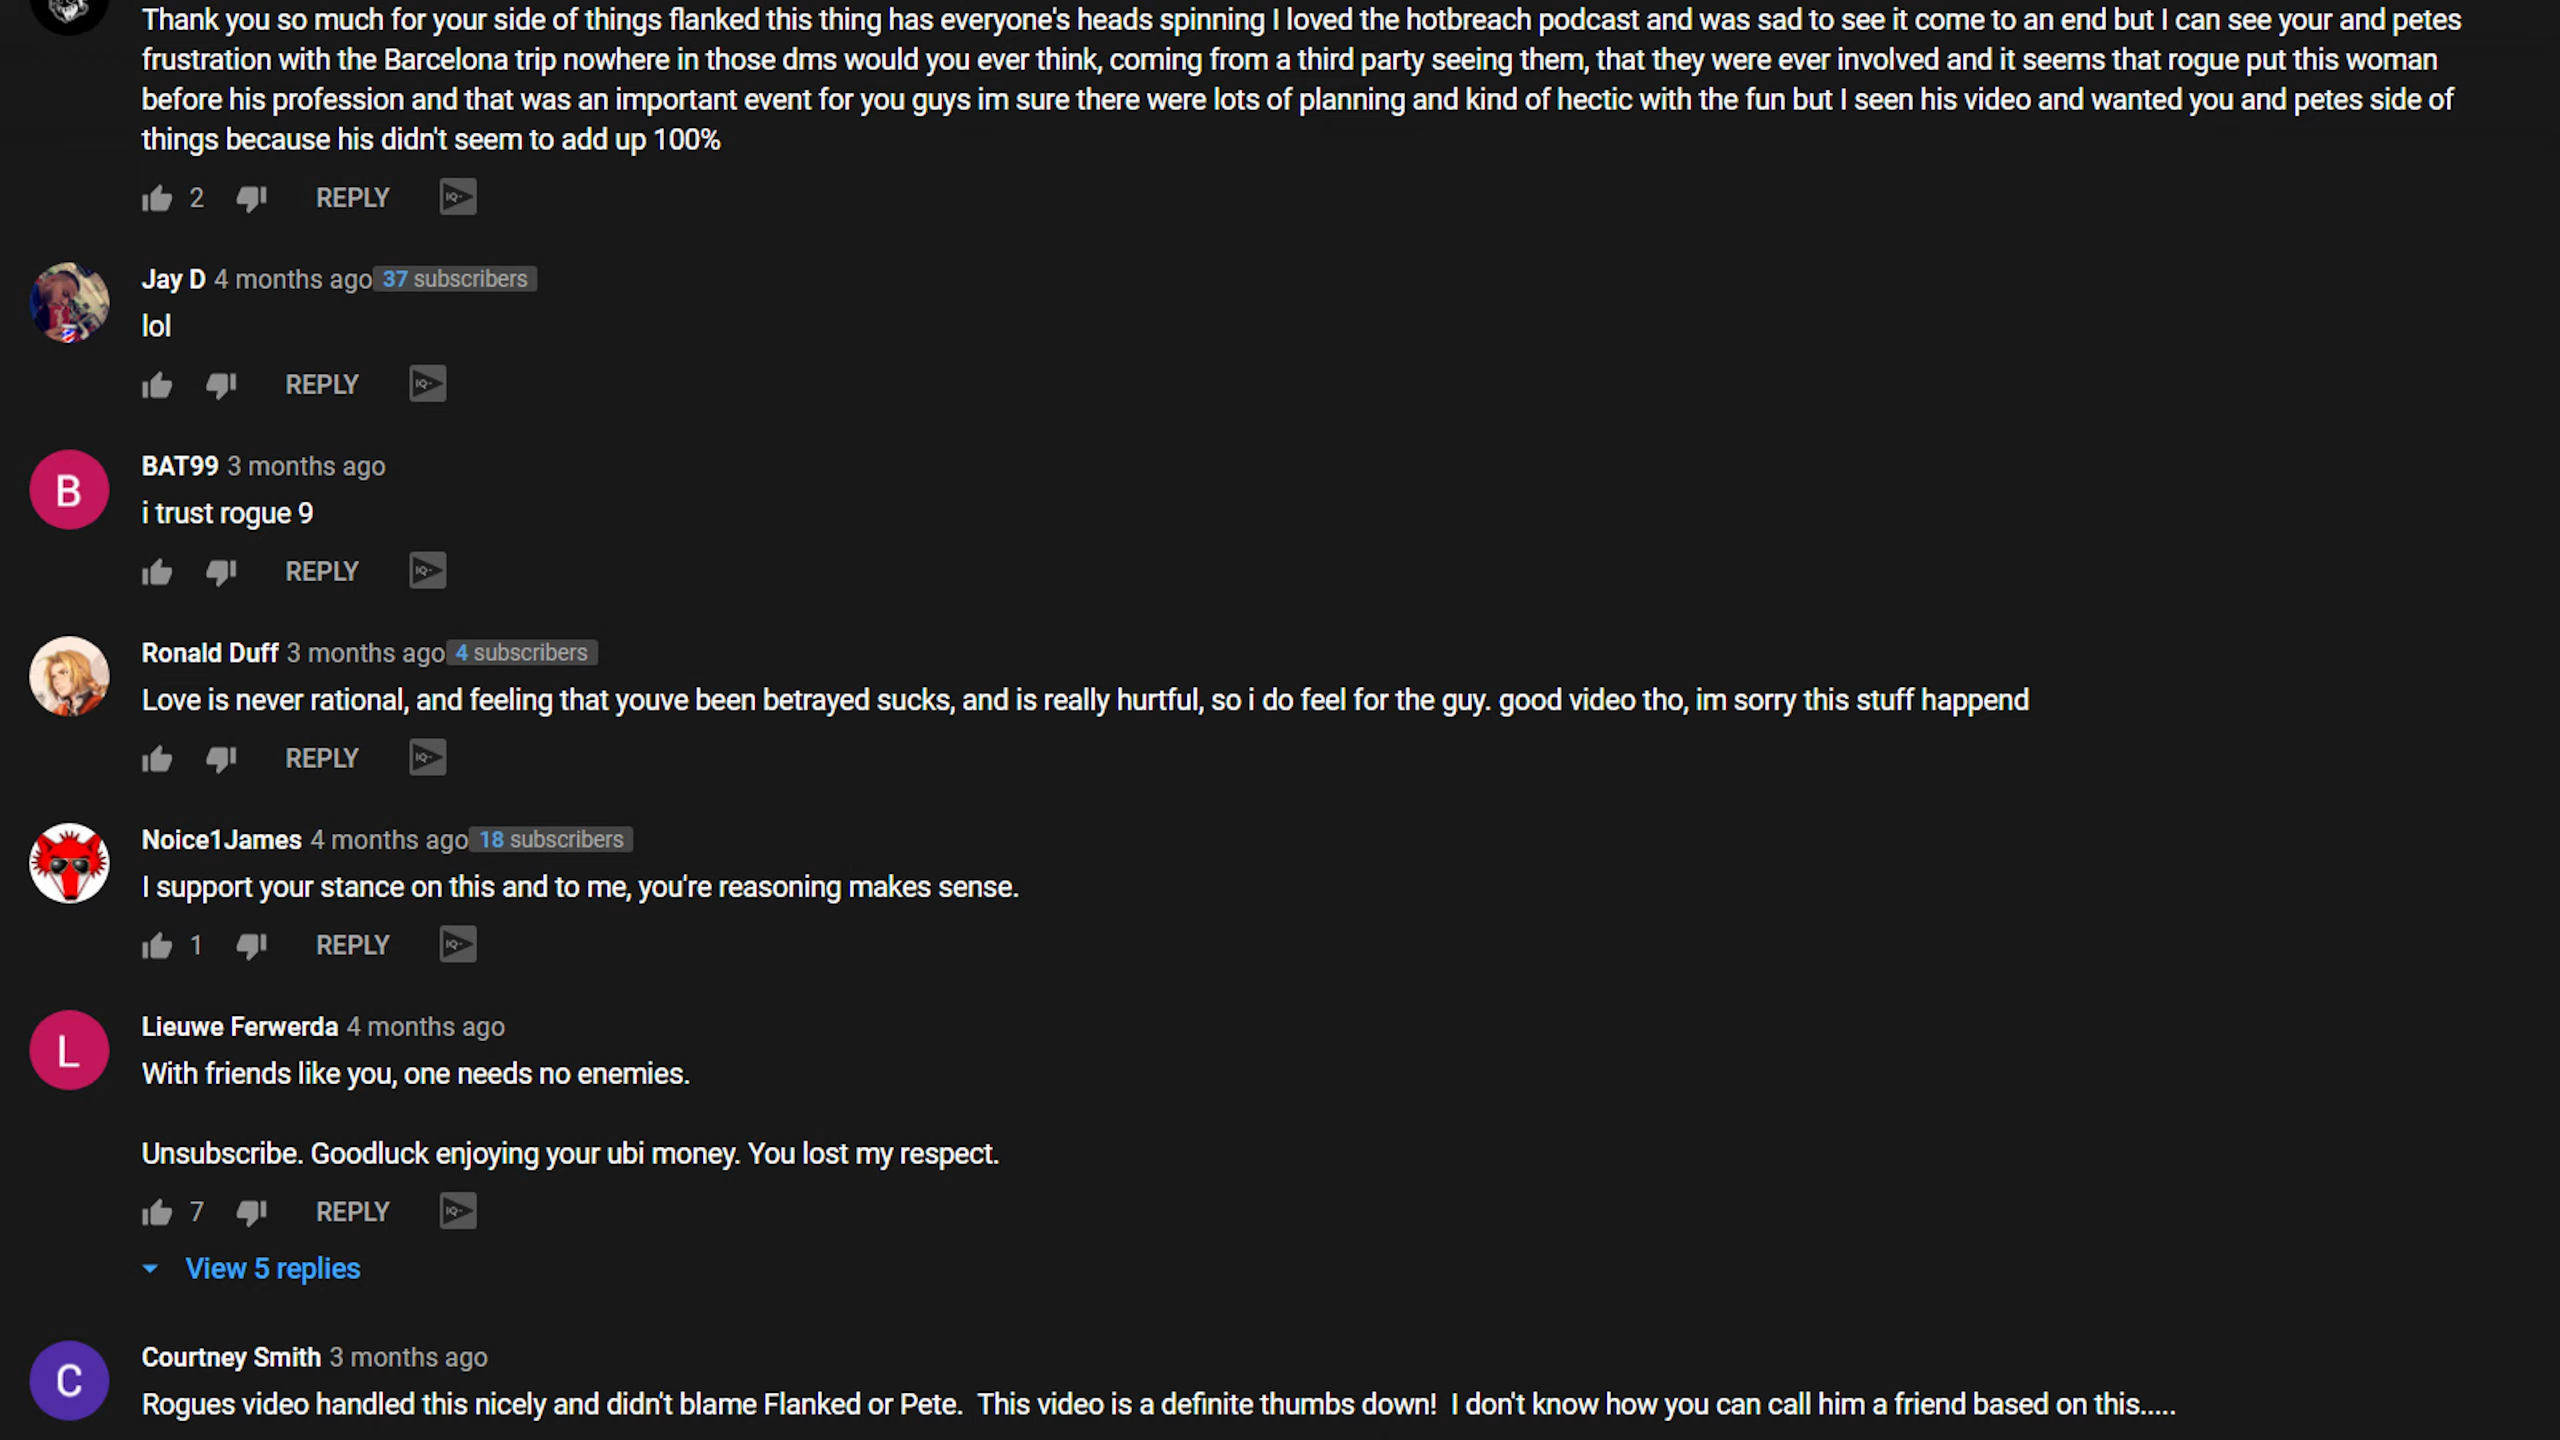 Thank you so much for your side of things flanked this thing has everyone's heads spinning I loved the hotbreach podcast and was sad to see it come to an end but I can see your and petes
frustration with the Barcelona trip nowhere in those dms would you ever think, coming from a third party seeing them, that they were ever involved and it seems that rogue put this woman
before his profession and that was an important event for you guys im sure there were lots of planning and kind of hectic with the fun but I seen his video and wanted you and petes side of
things because his didn't seem to add up 100%
2 REPLY IQ
Jay D 4 months ago 37 subscribers
lol
REPLY IQ
B
BAT99 3 months ago
i trust rogue 9
REPLY IQ
Ronald Duff 3 months ago 4 subscribers
Love is never rational, and feeling that youve been betrayed sucks, and is really hurtful, so i do feel for the guy. good video tho, im sorry this stuff happend
REPLY IQ
Noice1James 4 months ago 18 subscribers
I support your stance on this and to me, you're reasoning makes sense.
1 REPLY IQ
L
Lieuwe Ferwerda 4 months ago
With friends like you, one needs no enemies.
Unsubscribe. Goodluck enjoying your ubi money. You lost my respect.
7 REPLY IQ
View 5 replies
C
Courtney Smith 3 months ago
Rogues video handled this nicely and didn't blame Flanked or Pete.  This video is a definite thumbs down!  I don't know how you can call him a friend based on this.....